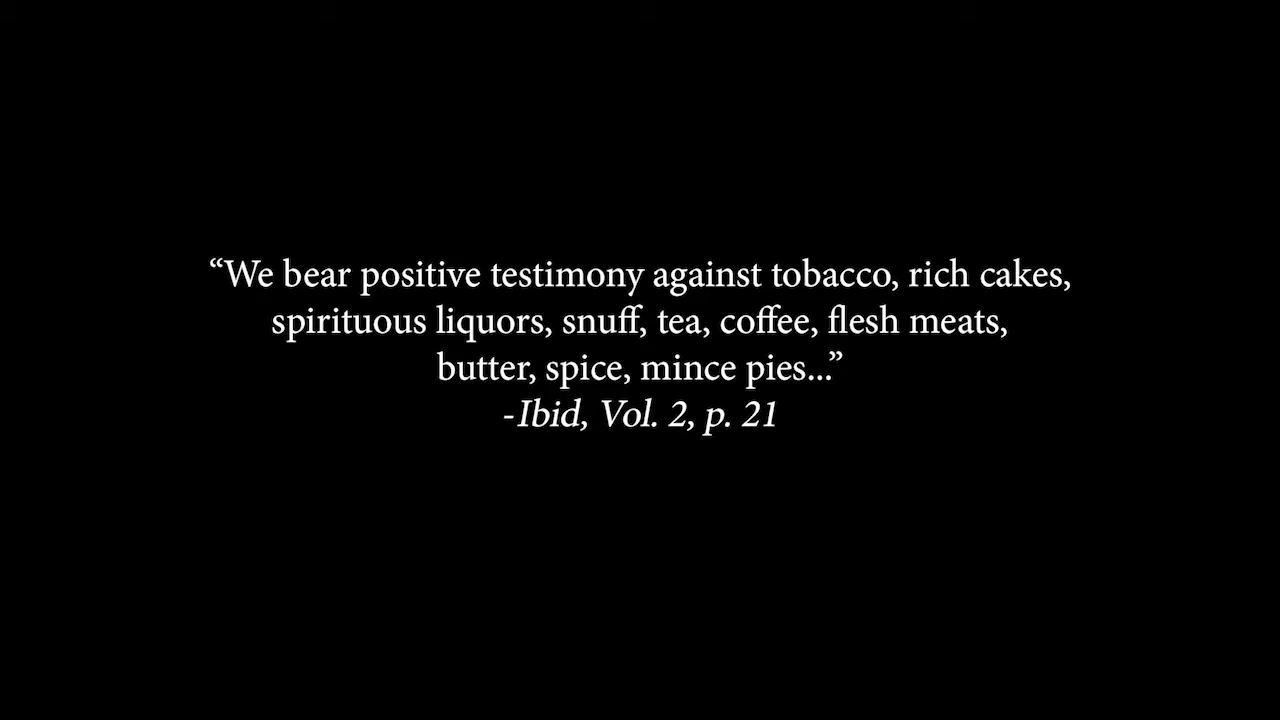 “We bear positive testimony against tobacco, rich cakes,
spirituous liquors, snuff, tea, coffee, flesh meats,
butter, spice, mince pies...”
-Ibid, Vol. 2, p. 21